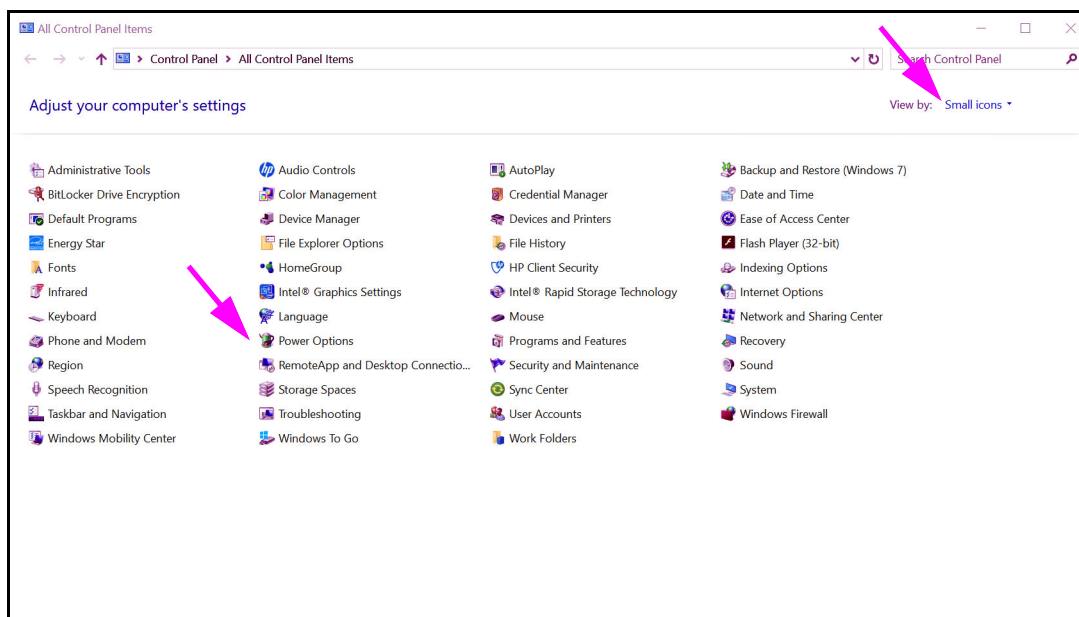 All Control Panel Items
Control Panel > All Control Panel Items
Search Control Panel
Adjust your computer's settings
View by: Small icons
Administrative Tools
Audio Controls
AutoPlay
Backup and Restore (Windows 7)
BitLocker Drive Encryption
Color Management
Credential Manager
Date and Time
Default Programs
Device Manager
Devices and Printers
Ease of Access Center
Energy Star
File Explorer Options
File History
Flash Player (32-bit)
Fonts
HomeGroup
HP Client Security
Indexing Options
Infrared
Intel® Graphics Settings
Intel® Rapid Storage Technology
Internet Options
Keyboard
Language
Mouse
Network and Sharing Center
Phone and Modem
Power Options
Programs and Features
Recovery
Region
RemoteApp and Desktop Connectio...
Security and Maintenance
Sound
Speech Recognition
Storage Spaces
Sync Center
System
Taskbar and Navigation
Troubleshooting
User Accounts
Windows Firewall
Windows Mobility Center
Windows To Go
Work Folders